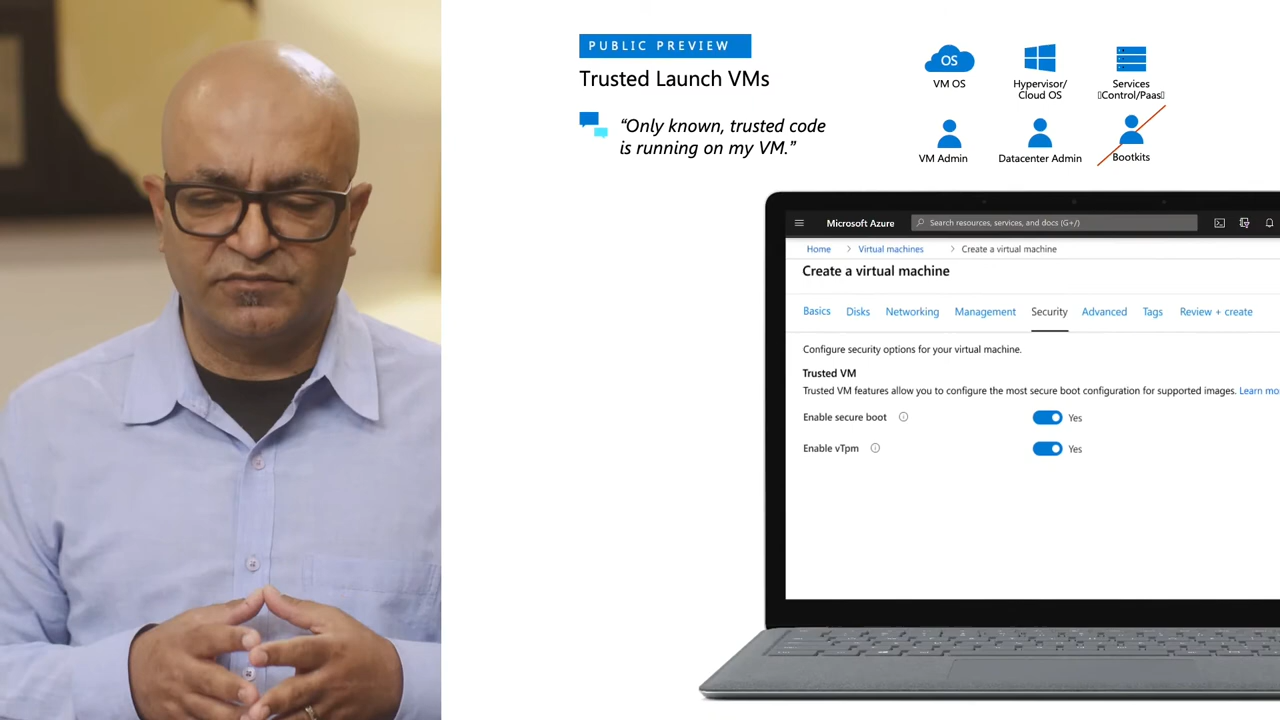 PUBLIC PREVIEW
Trusted Launch VMs
“Only known, trusted code
is running on my VM.”
OS
VM OS
Hypervisor/
Cloud OS
Services
▯Control/Paas▯
VM Admin
Datacenter Admin
Bootkits
Microsoft Azure
Search resources, services, and docs (G+/)
Home > Virtual machines > Create a virtual machine
Create a virtual machine
Basics Disks Networking Management Security Advanced Tags Review + create
Configure security options for your virtual machine.
Trusted VM
Trusted VM features allow you to configure the most secure boot configuration for supported images. Learn mo
Enable secure boot Yes
Enable vTpm Yes